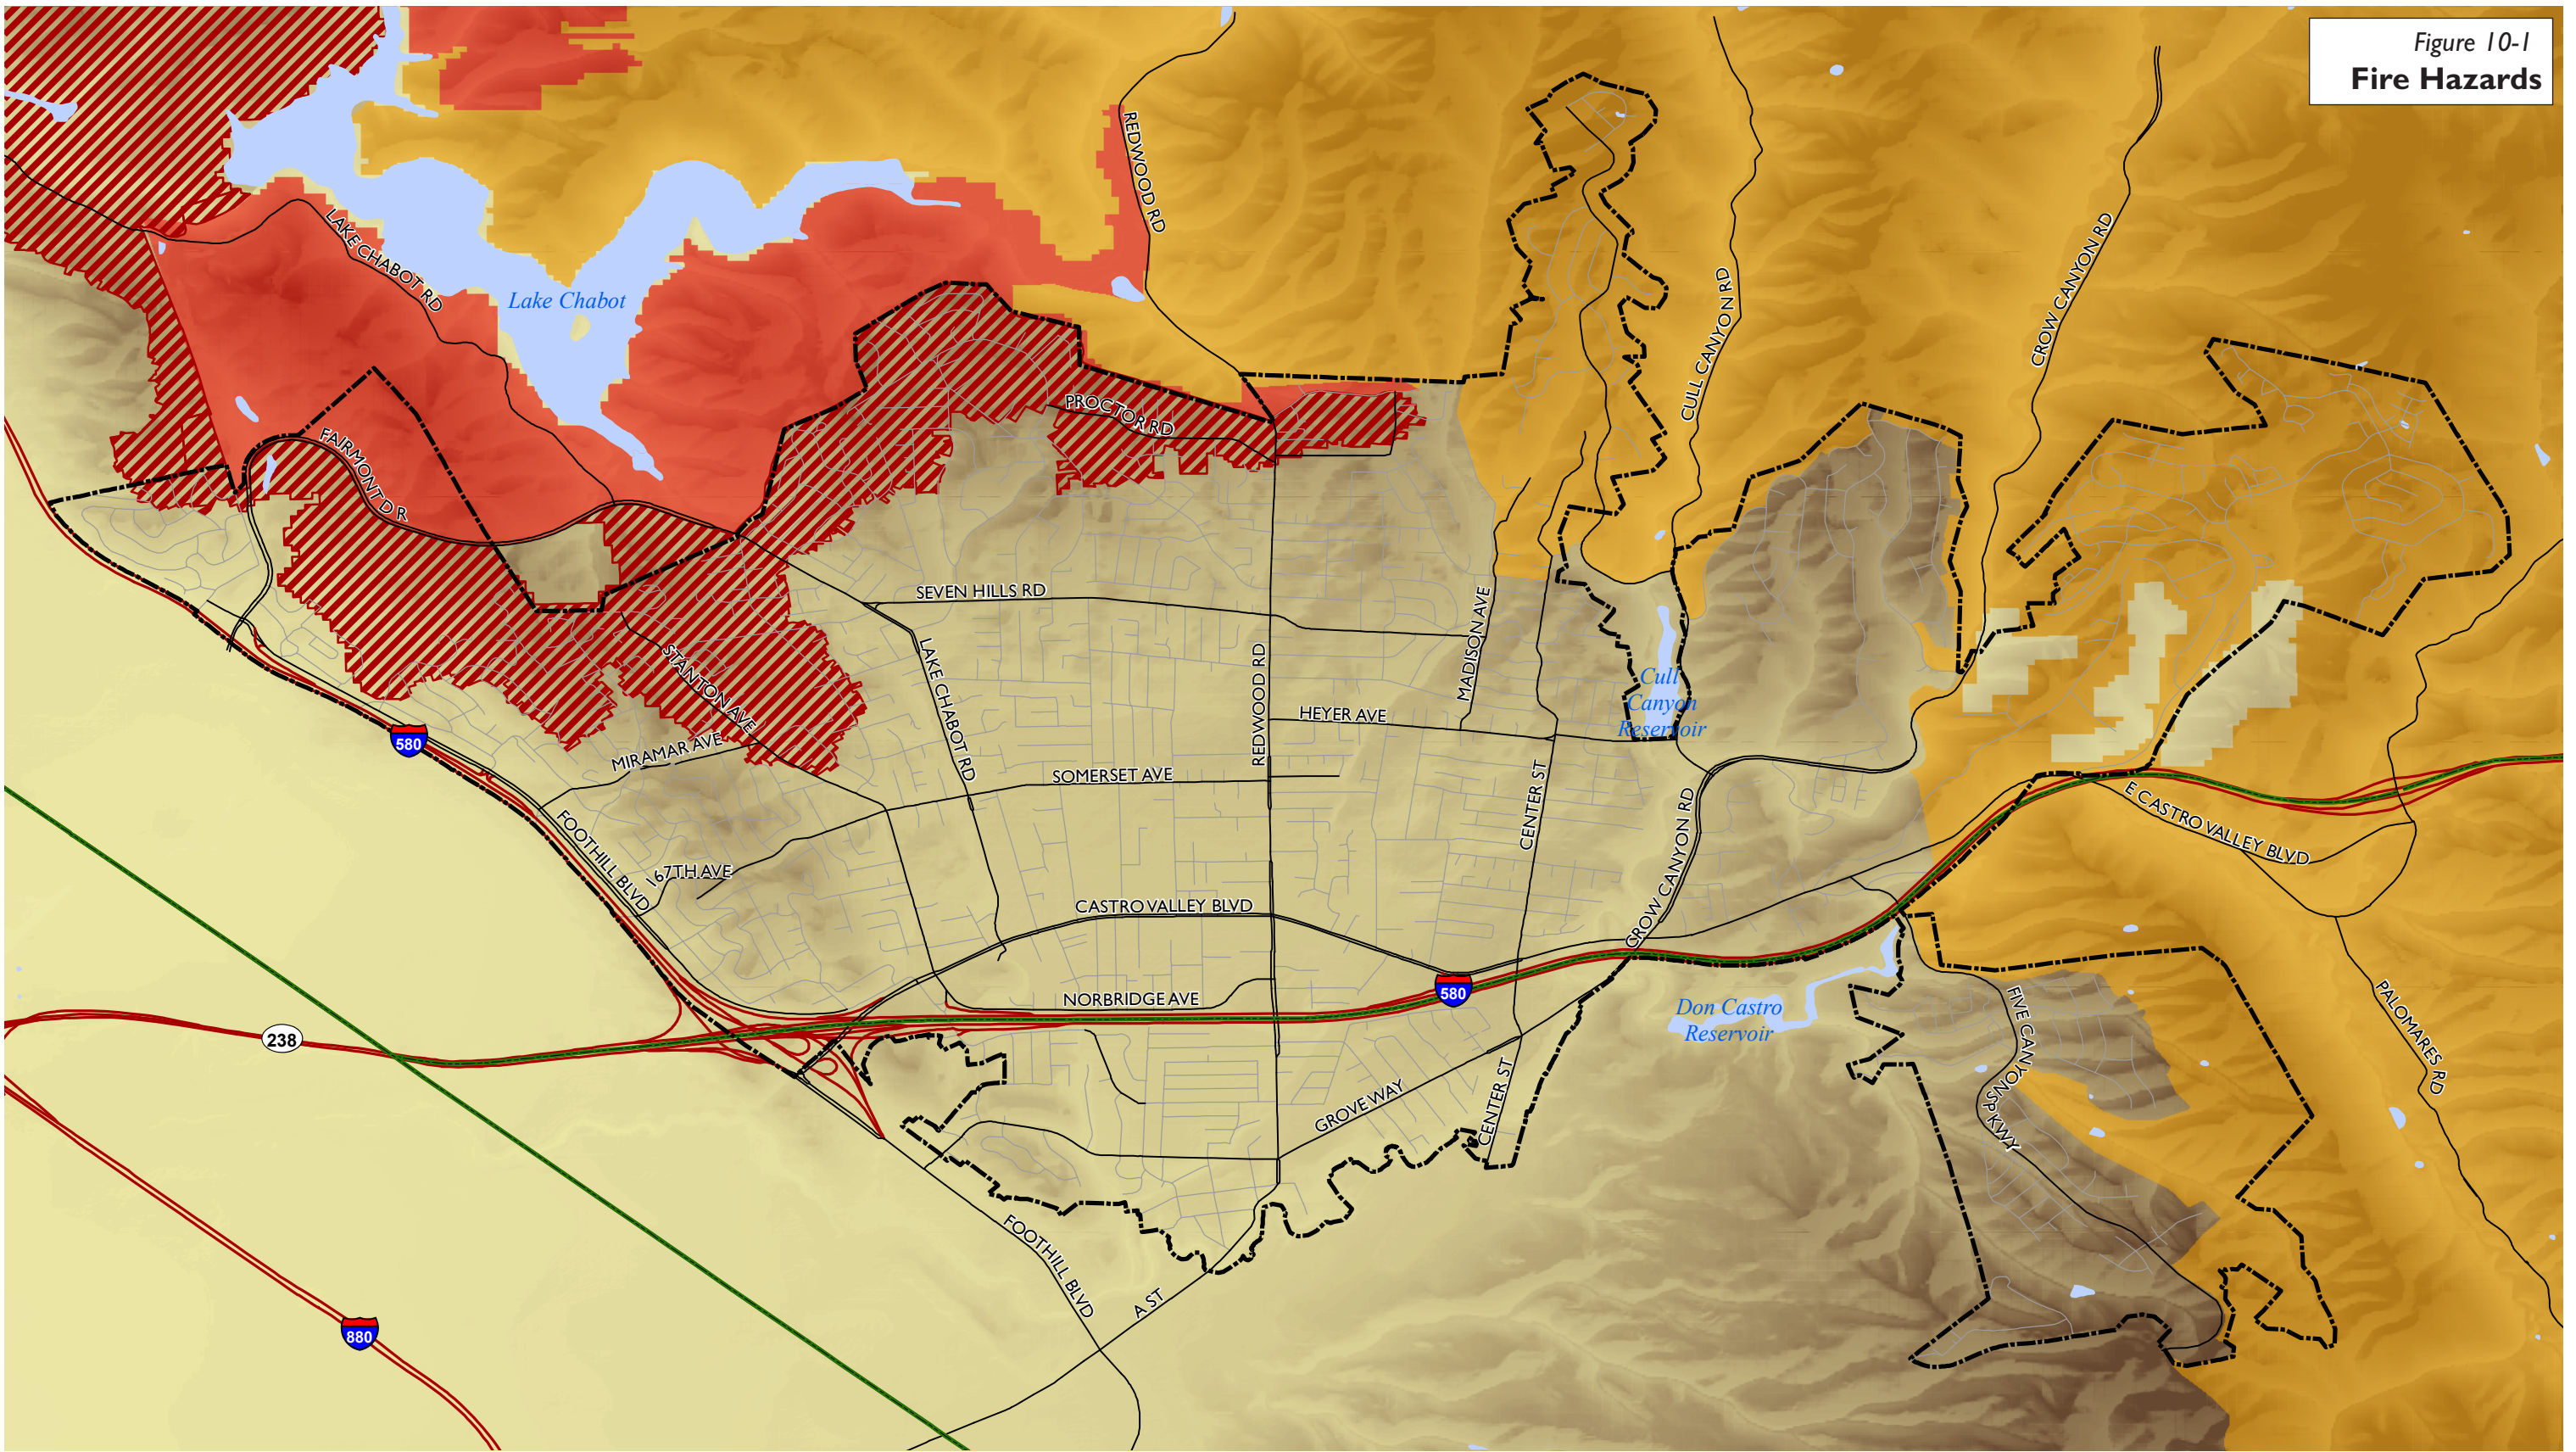 Figure 10-1
Fire Hazards
REDWOOD RD
LAKE CHABOT RD
Lake Chabot
CULL CANYON RD
CROW CANYON RD
PROCTOR RD
FAIRMONT DR
SEVEN HILLS RD
MADISON AVE
STANTON AVE
LAKE CHABOT RD
REDWOOD RD
Cull
Canyon
Reservoir
HEYER AVE
580
MIRAMAR AVE
SOMERSET AVE
CENTER ST
E CASTRO VALLEY BLVD
FOOTHILL BLVD
167TH AVE
CROW CANYON RD
CASTRO VALLEY BLVD
580
NORBRIDGE AVE
Don Castro
Reservoir
FIVE CANYONS PKWY
PALOMARES RD
238
GROVE WAY
CENTER ST
FOOTHILL BLVD
A ST
880